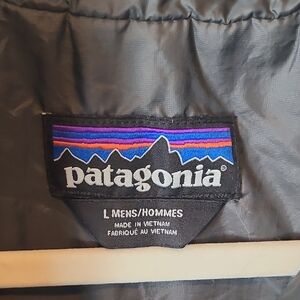 patagonia®
L MENS/HOMMES
MADE IN VIETNAM
FABRIQUÉ AU VIETNAM